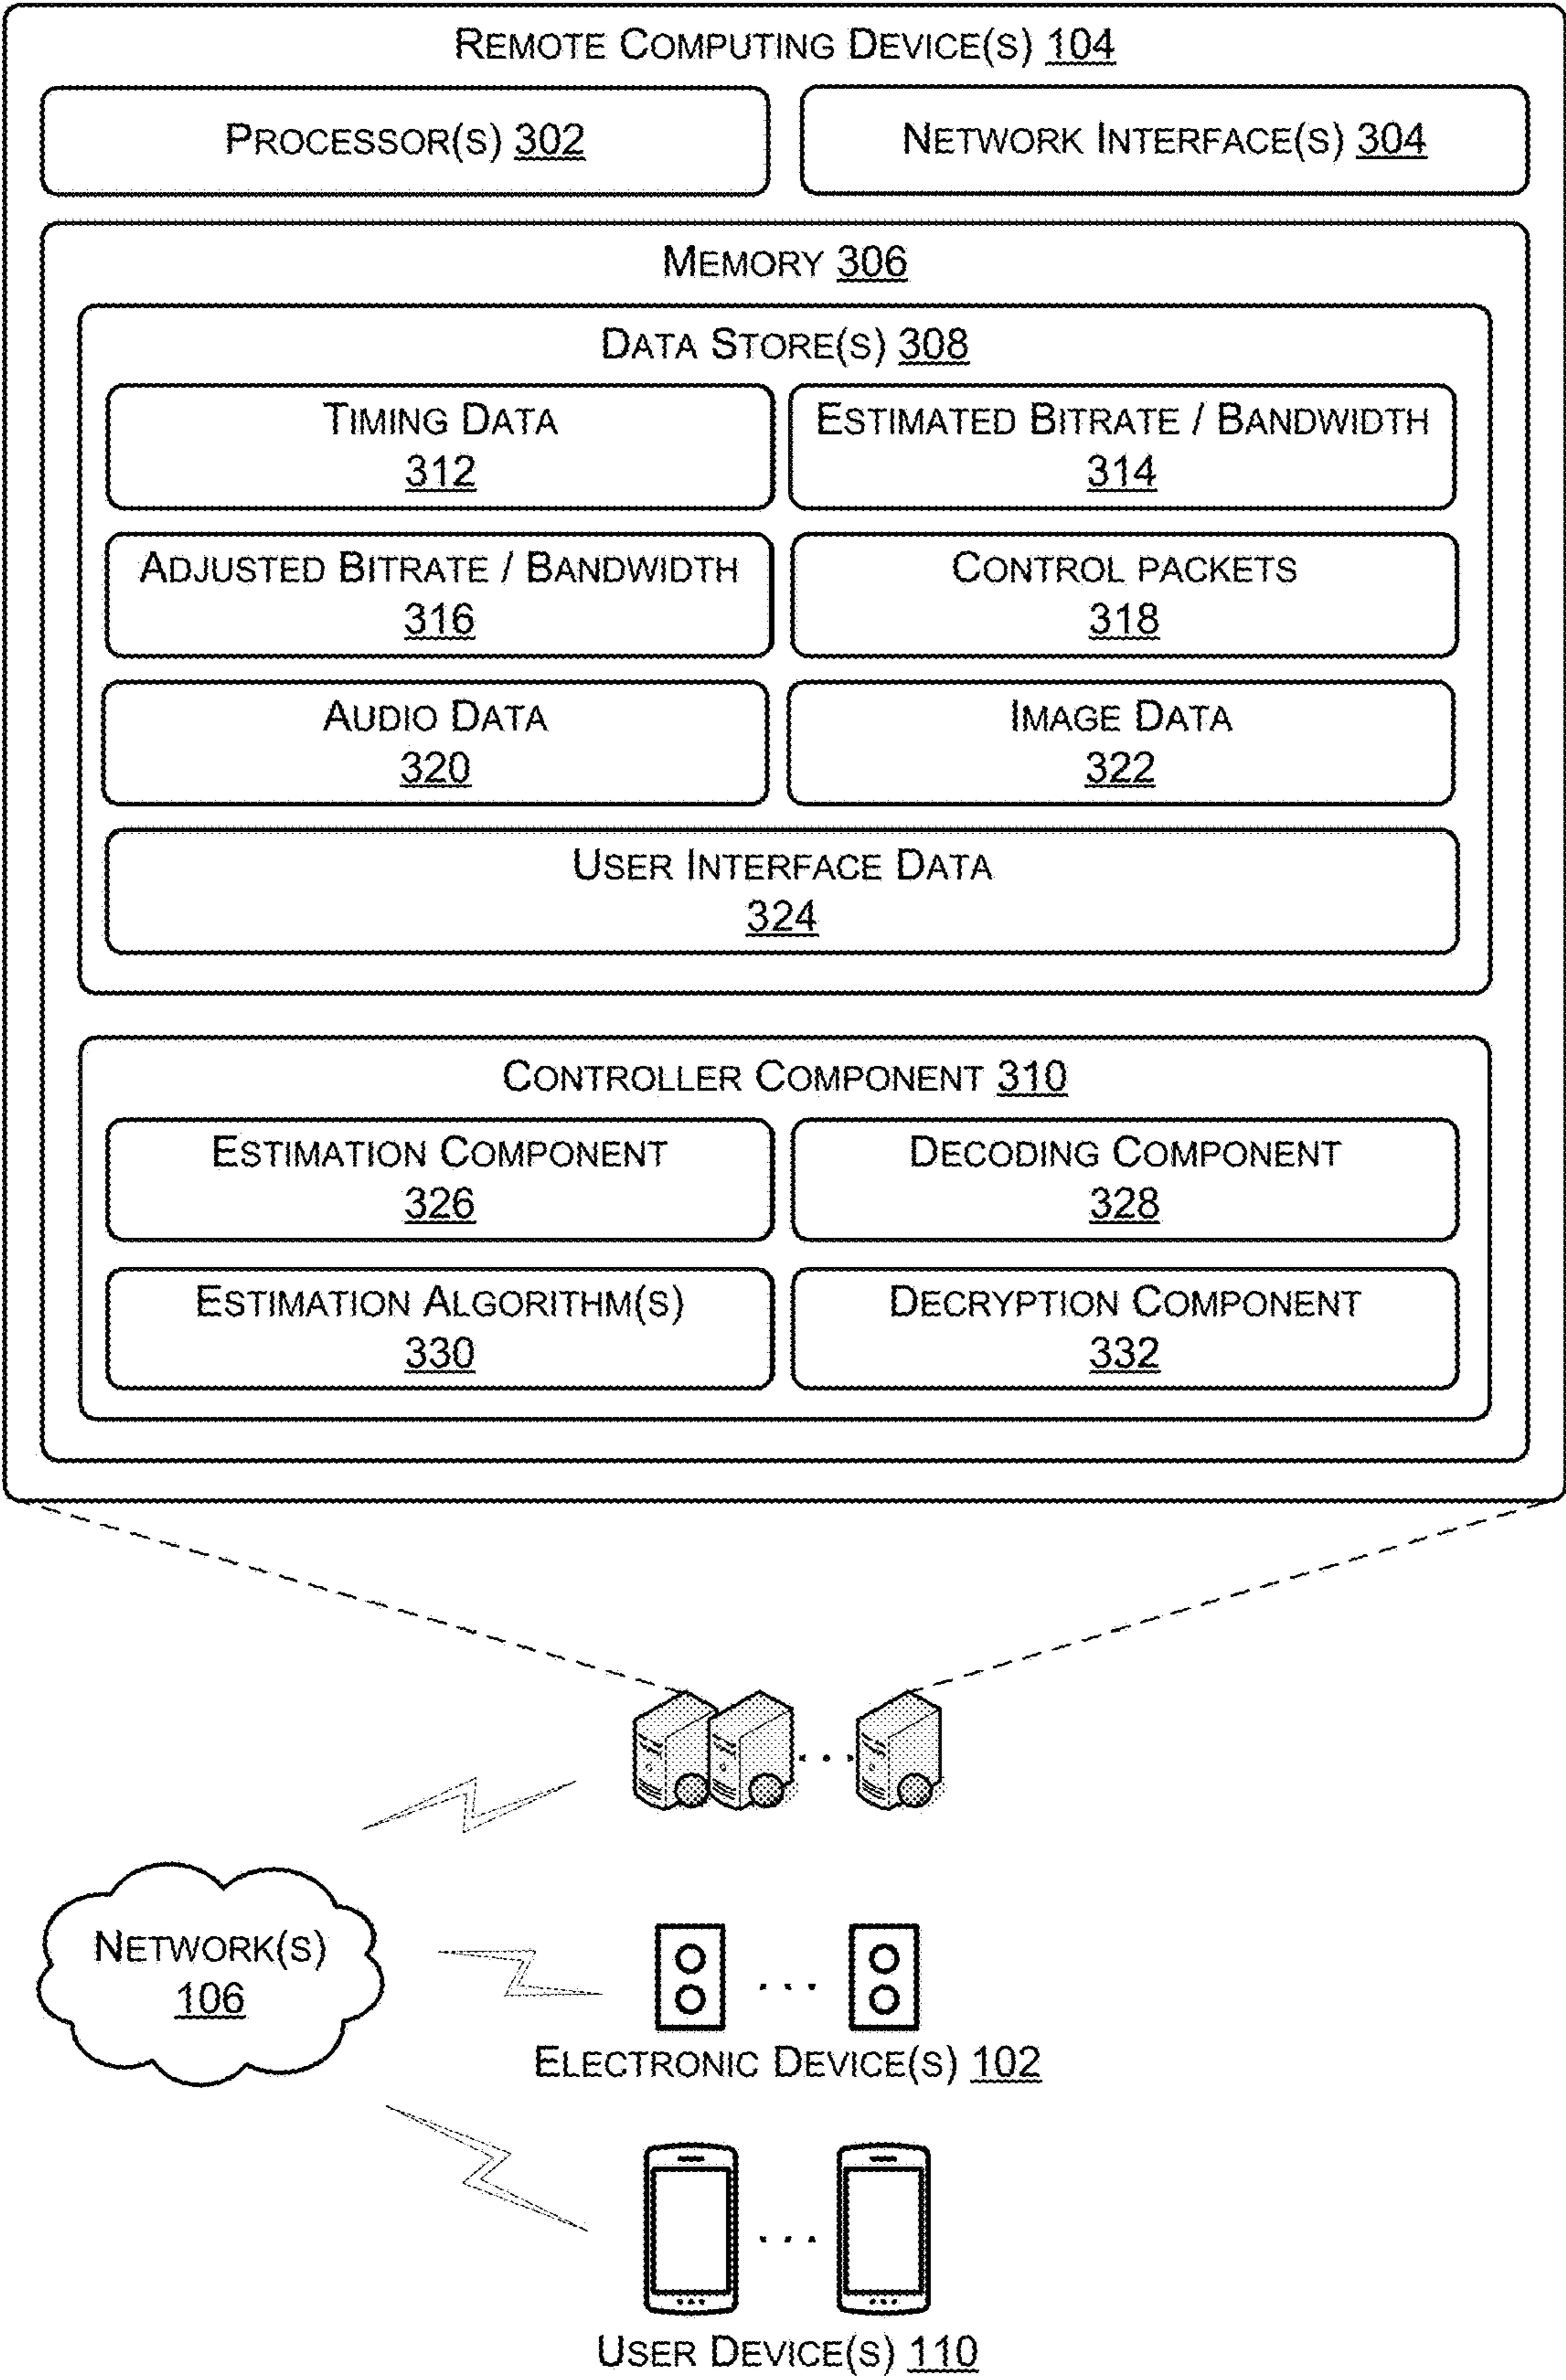 REMOTE COMPUTING DEVICE(S) 104
PROCESSOR(S) 302
NETWORK INTERFACE(S) 304
MEMORY 306
DATA STORE(S) 308
TIMING DATA
312
ESTIMATED BITRATE / BANDWIDTH
314
ADJUSTED BITRATE / BANDWIDTH
316
CONTROL PACKETS
318
AUDIO DATA
320
IMAGE DATA
322
USER INTERFACE DATA
324
CONTROLLER COMPONENT 310
ESTIMATION COMPONENT
326
DECODING COMPONENT
328
ESTIMATION ALGORITHM(S)
330
DECRYPTION COMPONENT
332
NETWORK(S)
106
ELECTRONIC DEVICE(S) 102
USER DEVICE(S) 110